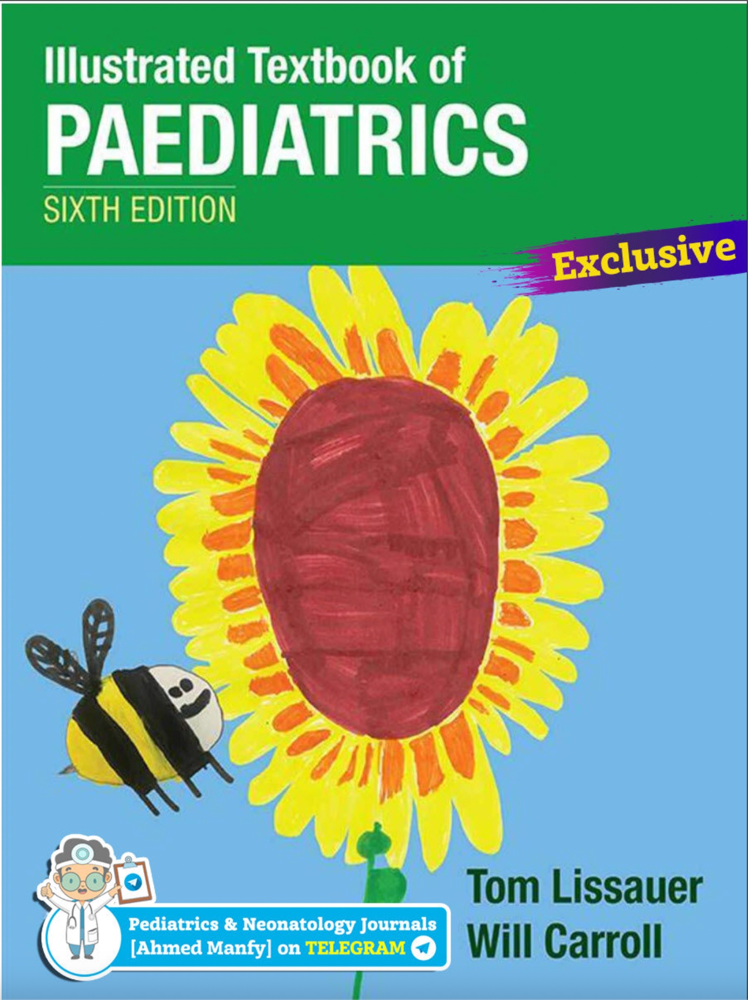 Illustrated Textbook of
PAEDIATRICS
SIXTH EDITION
Exclusive
Tom Lissauer
Will Carroll
Pediatrics & Neonatology Journals
[Ahmed Manfy] on TELEGRAM